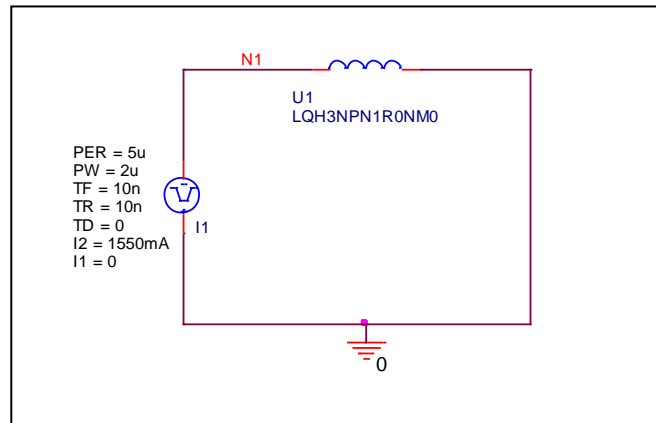 N1
U1
LQH3NPN1R0NM0
PER = 5u
PW = 2u
TF = 10n
TR = 10n
TD = 0
I2 = 1550mA
I1 = 0
I1
0